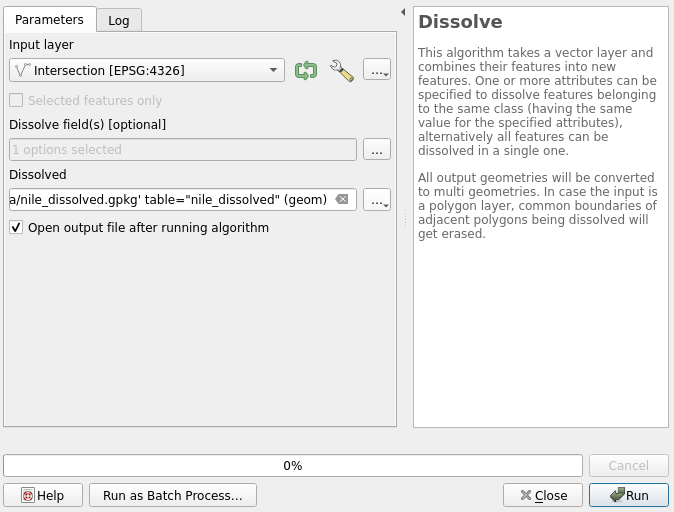 Parameters
Log
Input layer
Intersection [EPSG:4326]
...
Selected features only
Dissolve field(s) [optional]
1 options selected
...
Dissolved
a/nile_dissolved.gpkg' table="nile_dissolved" (geom)
...
Open output file after running algorithm
Dissolve
This algorithm takes a vector layer and
combines their features into new
features. One or more attributes can be
specified to dissolve features belonging
to the same class (having the same
value for the specified attributes),
alternatively all features can be
dissolved in a single one.
All output geometries will be converted
to multi geometries. In case the input is
a polygon layer, common boundaries of
adjacent polygons being dissolved will
get erased.
0%
Cancel
Help
Run as Batch Process...
Close
Run